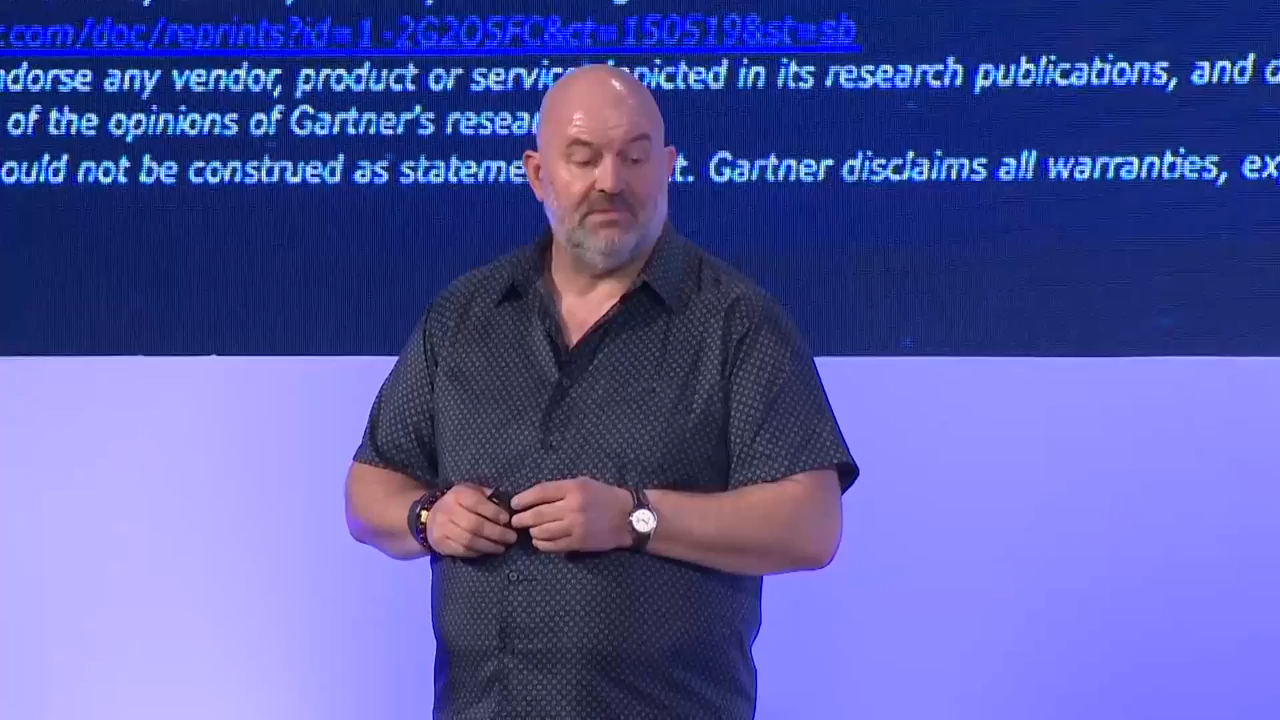 .com/doc/reprints?id=1-2G2O5FC&ct=150519&st=sb
ndorse any vendor, product or service depicted in its research publications, and d
of the opinions of Gartner's resear
ould not be construed as stateme t. Gartner disclaims all warranties, ex